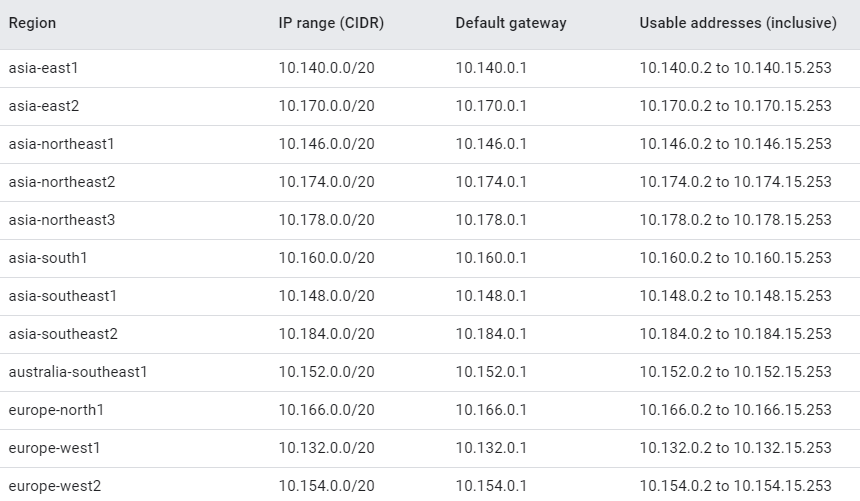 Region IP range (CIDR) Default gateway Usable addresses (inclusive)
asia-east1 10.140.0.0/20 10.140.0.1 10.140.0.2 to 10.140.15.253
asia-east2 10.170.0.0/20 10.170.0.1 10.170.0.2 to 10.170.15.253
asia-northeast1 10.146.0.0/20 10.146.0.1 10.146.0.2 to 10.146.15.253
asia-northeast2 10.174.0.0/20 10.174.0.1 10.174.0.2 to 10.174.15.253
asia-northeast3 10.178.0.0/20 10.178.0.1 10.178.0.2 to 10.178.15.253
asia-south1 10.160.0.0/20 10.160.0.1 10.160.0.2 to 10.160.15.253
asia-southeast1 10.148.0.0/20 10.148.0.1 10.148.0.2 to 10.148.15.253
asia-southeast2 10.184.0.0/20 10.184.0.1 10.184.0.2 to 10.184.15.253
australia-southeast1 10.152.0.0/20 10.152.0.1 10.152.0.2 to 10.152.15.253
europe-north1 10.166.0.0/20 10.166.0.1 10.166.0.2 to 10.166.15.253
europe-west1 10.132.0.0/20 10.132.0.1 10.132.0.2 to 10.132.15.253
europe-west2 10.154.0.0/20 10.154.0.1 10.154.0.2 to 10.154.15.253